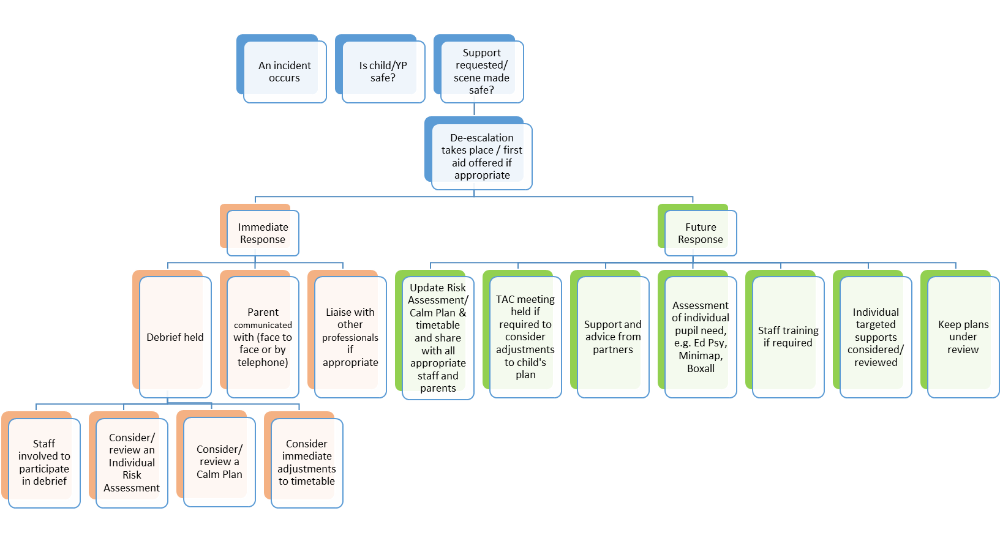 An incident
occurs
Is child/YP
safe?
Support
requested/
scene made
safe?
De-escalation
takes place / first
aid offered if
appropriate
Immediate
Response
Future
Response
Debrief held
Parent
communicated
with (face to
face or by
telephone)
Liaise with
other
professionals
if
appropriate
Update Risk
Assessment/
Calm Plan &
timetable
and share
with all
appropriate
staff and
parents
TAC meeting
held if
required to
consider
adjustments
to child's
plan
Support and
advice from
partners
Assessment
of individual
pupil need,
e.g. Ed Psy,
Minimap,
Boxall
Staff training
if required
Individual
targeted
supports
considered/
reviewed
Keep plans
under
review
Staff
involved to
participate
in debrief
Consider/
review an
Individual
Risk
Assessment
Consider/
review a
Calm Plan
Consider
immediate
adjustments
to timetable